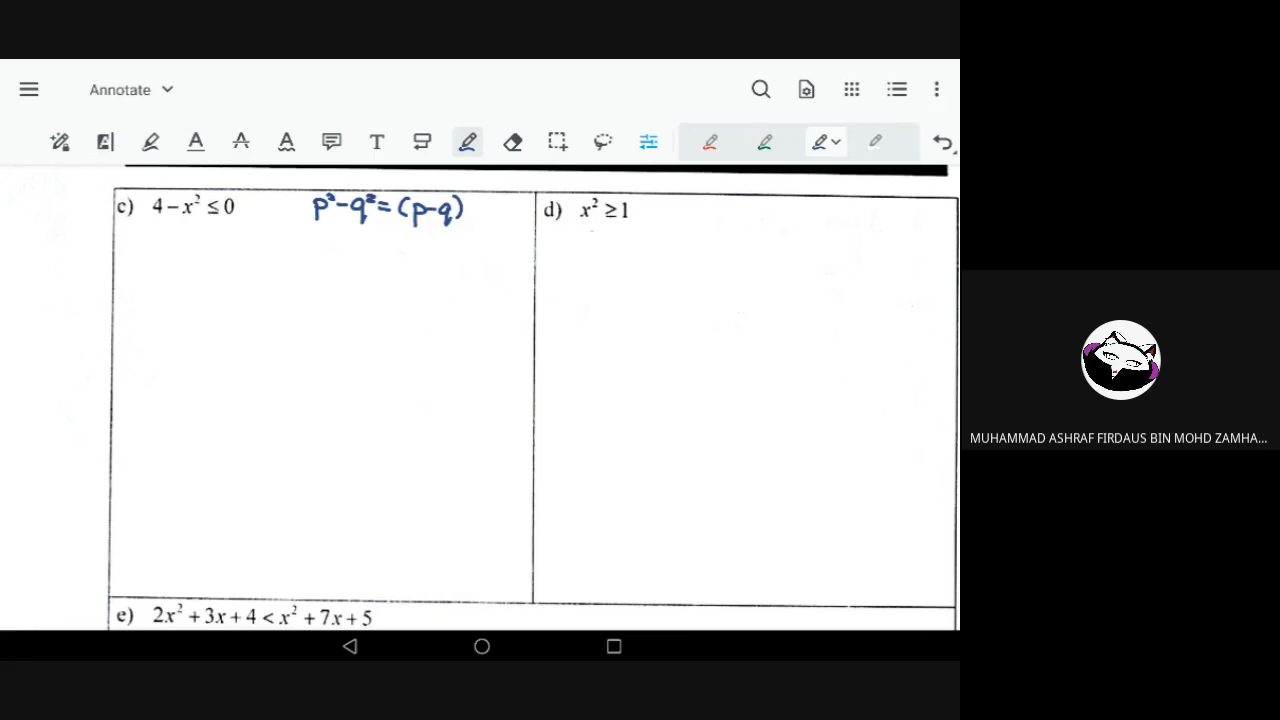 Annotate
c) 4 − x² ≤ 0
p² − q² = (p−q)
d) x² ≥ 1
e) 2x² + 3x + 4 < x² + 7x + 5
MUHAMMAD ASHRAF FIRDAUS BIN MOHD ZAMHA...